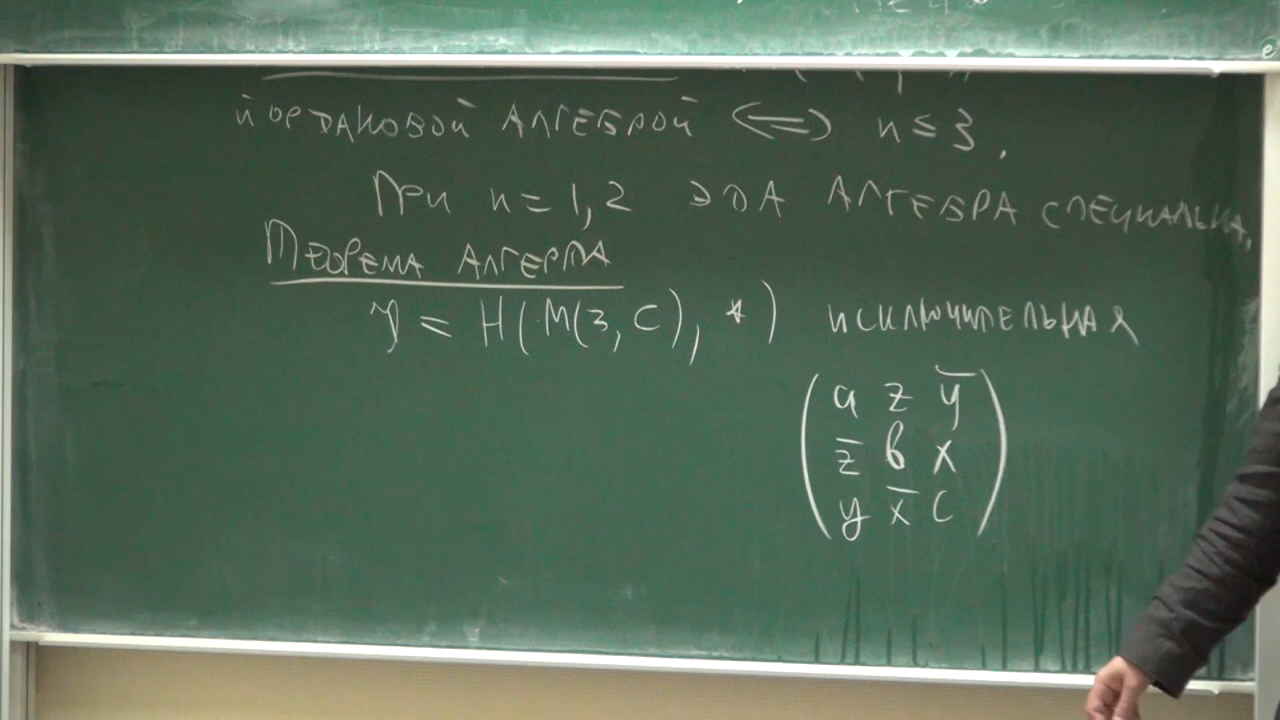 йордановой алгеброй ⟺ n ≤ 3.
При n = 1, 2 эта алгебра специальна.
Теорема Алберта
J = H(M(3, C), *) исключительная
a z y̅
z̅ b x
y x̅ c